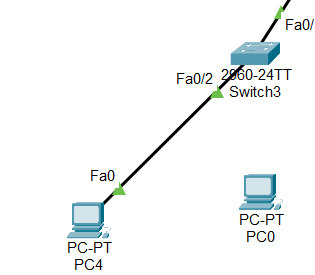 Fa0/
2960-24TT
Switch3
Fa0/2
Fa0
PC-PT
PC4
PC-PT
PC0